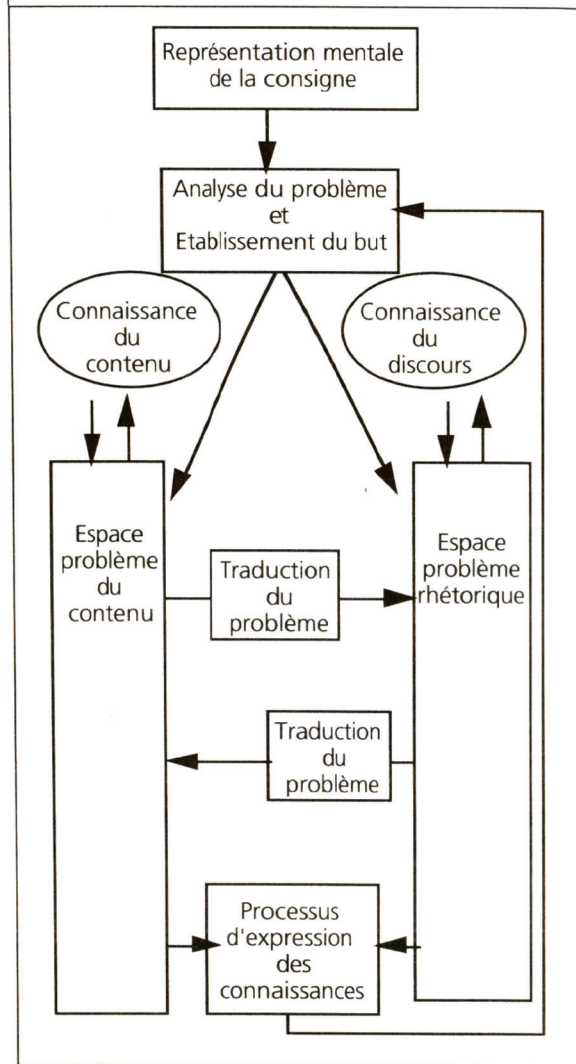 Représentation mentale
de la consigne
Analyse du problème
et
Etablissement du but
Connaissance
du
contenu
Connaissance
du
discours
Espace
problème
du
contenu
Traduction
du
problème
Espace
problème
rhétorique
Traduction
du
problème
Processus
d'expression
des
connaissances